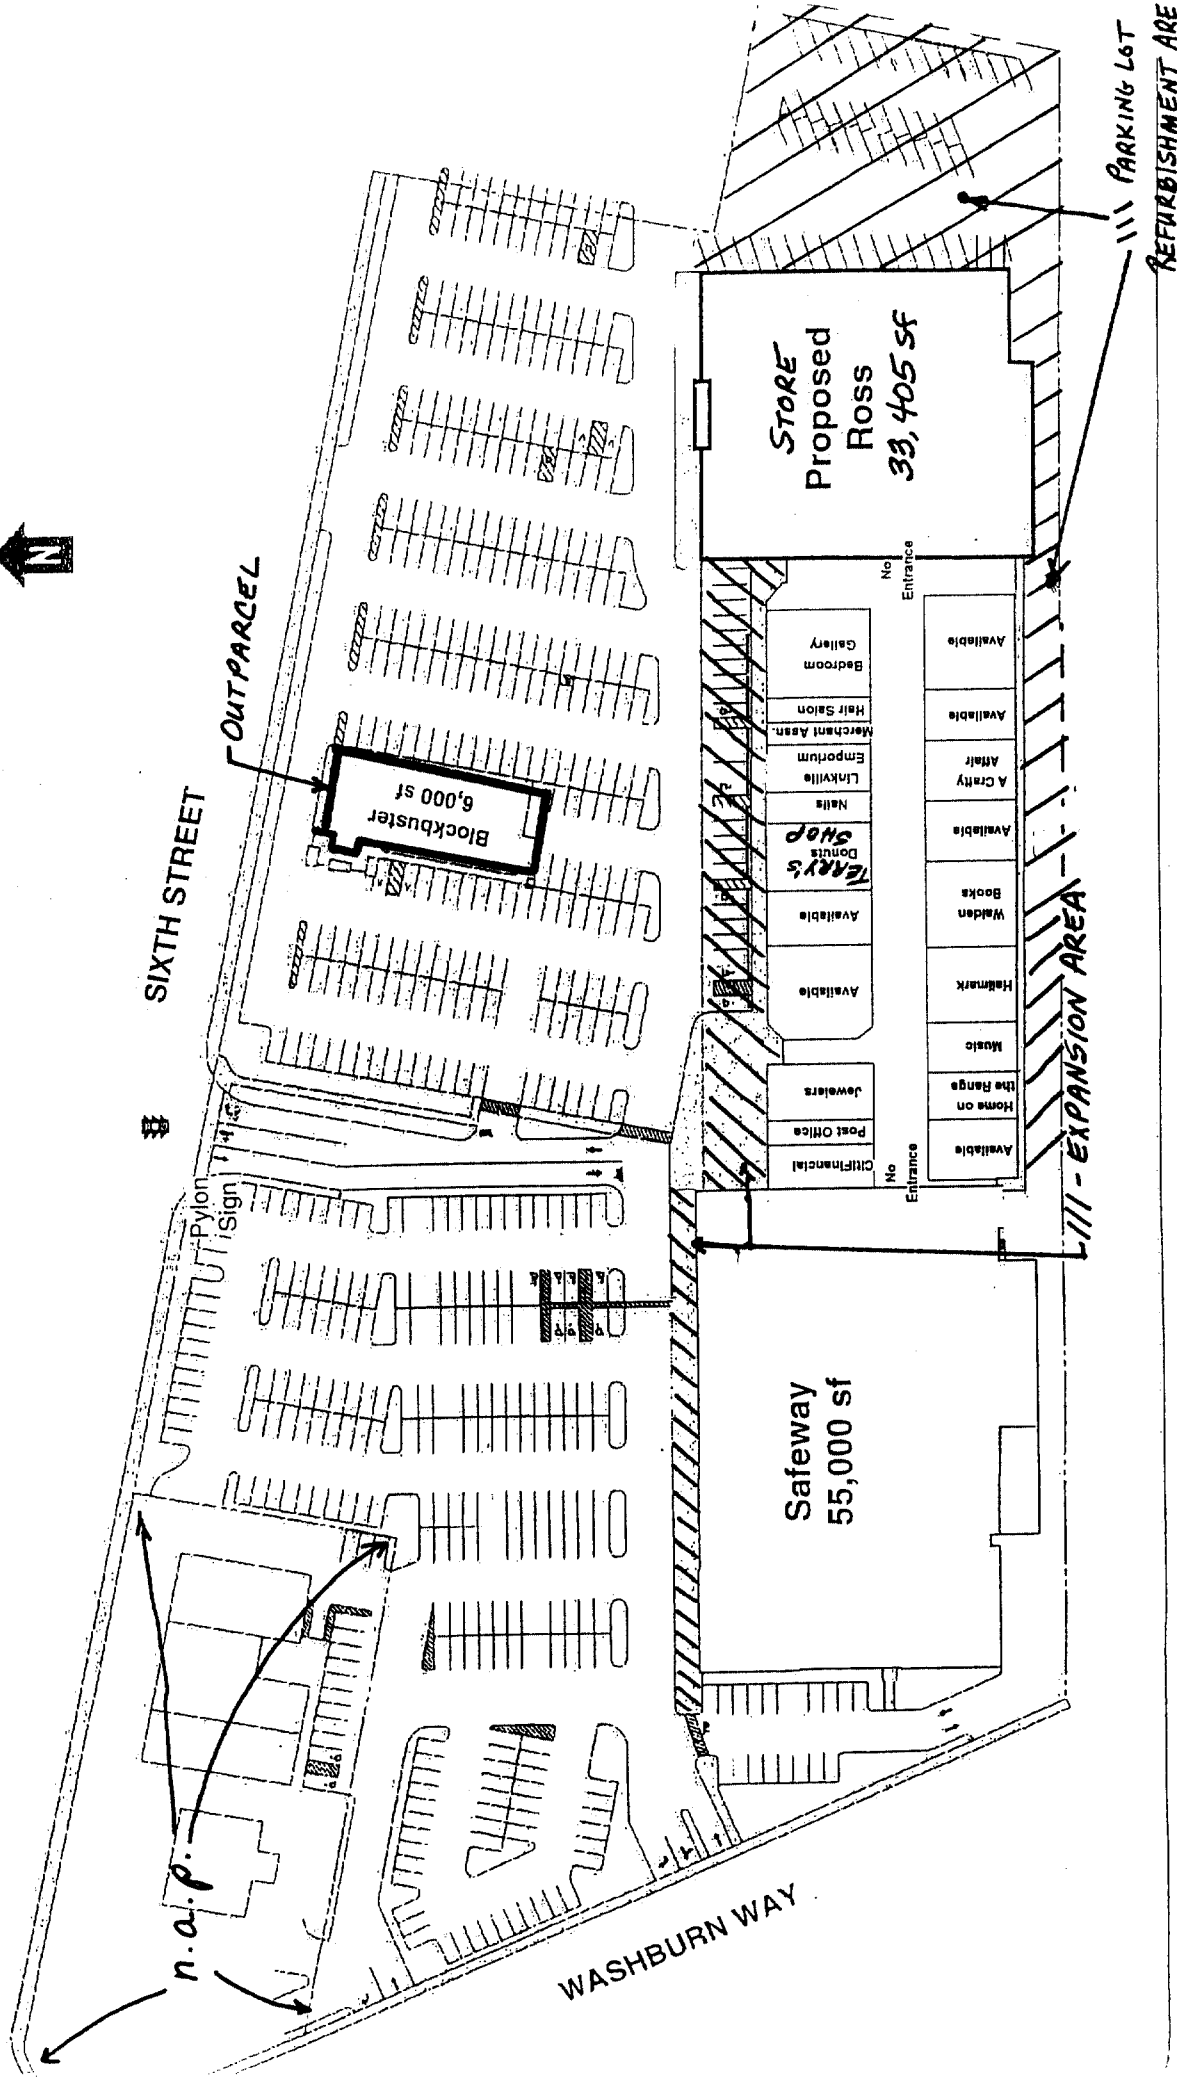 N
SIXTH STREET
OUTPARCEL
Blockbuster
6,000 sf
Pylon
Sign
n.a.p.
WASHBURN WAY
Safeway
55,000 sf
STORE
Proposed
Ross
33,405 SF
No
Entrance
No
Entrance
CitiFinancial
Post Office
Jewelers
Available
Available
TERRY'S
Donuts
SHOP
Nails
Linkville
Emporium
Merchant Assn.
Hair Salon
Bedroom
Gallery
Available
Home on
the Range
Music
Hallmark
Walden
Books
Available
A Crafty
Affair
Available
Available
/// - EXPANSION AREA
\\\ PARKING LOT
REFURBISHMENT ARE